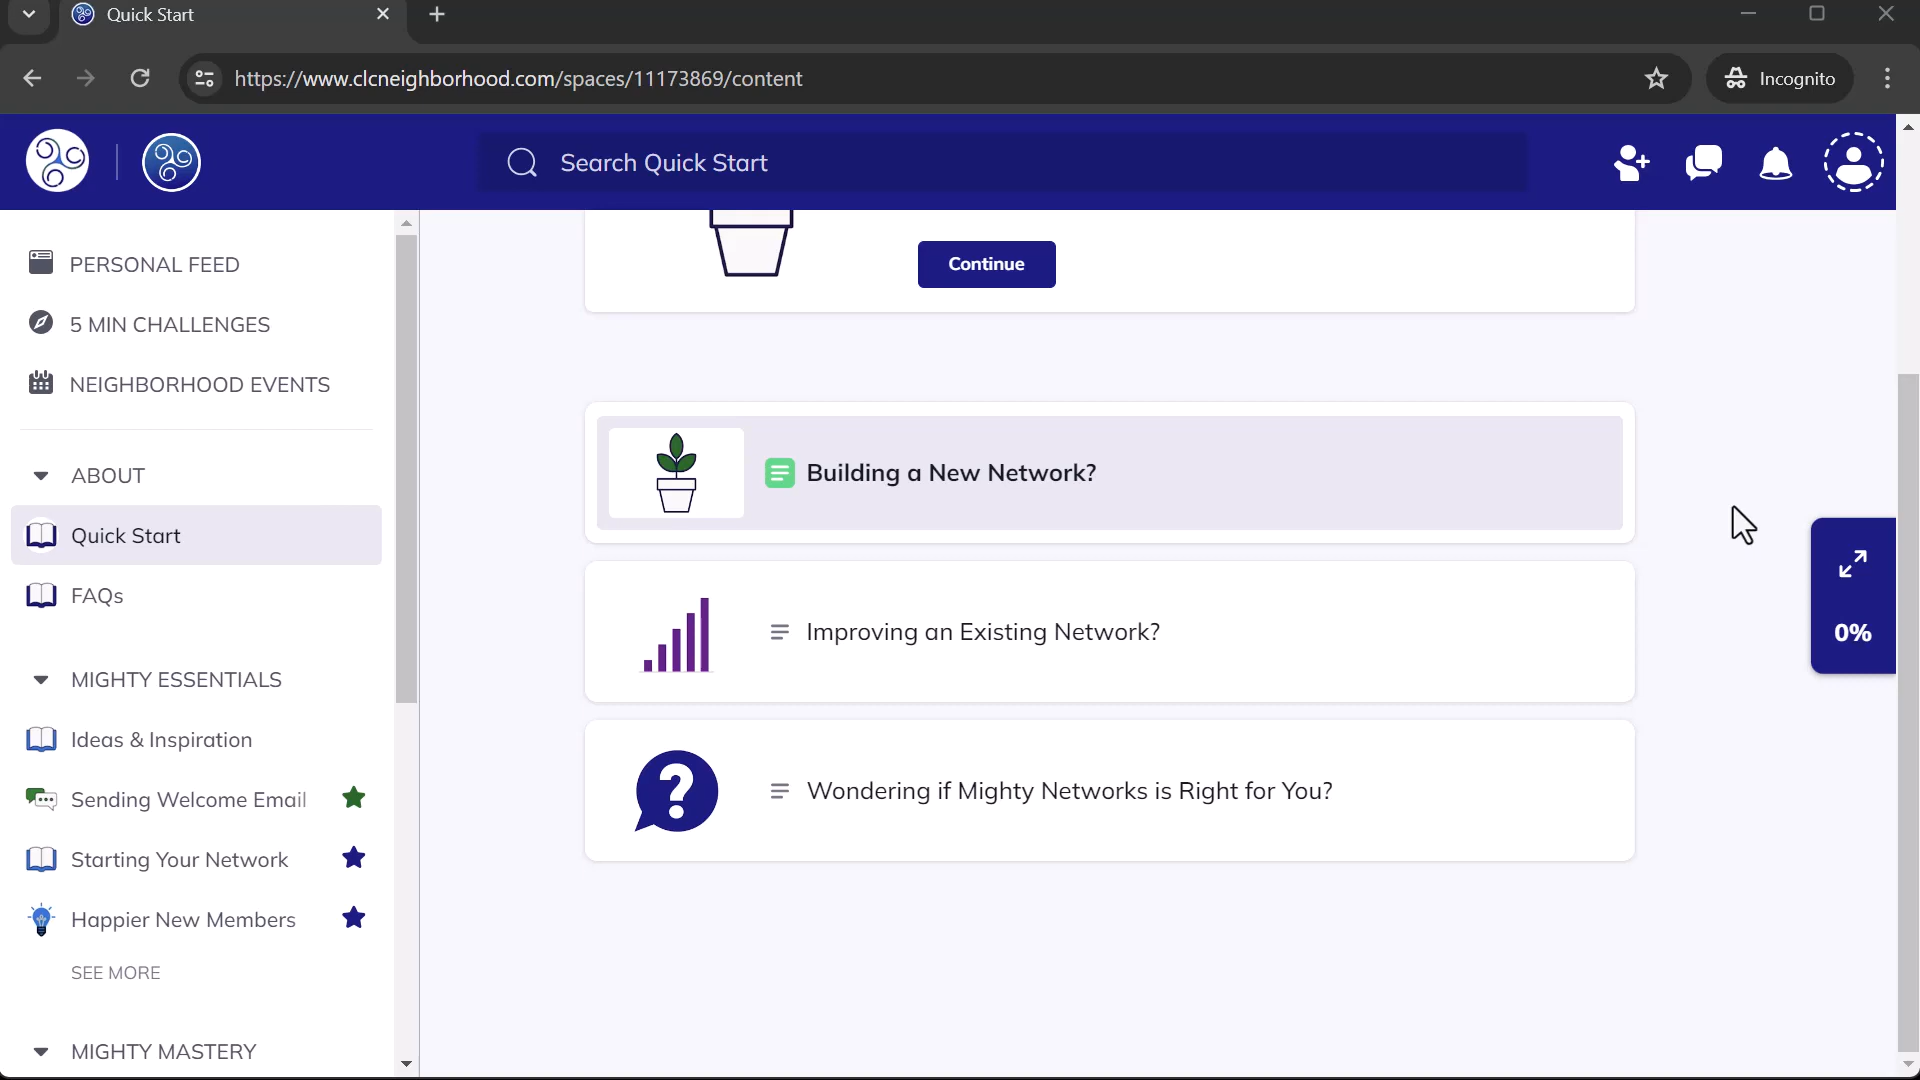 Quick Start
https://www.clcneighborhood.com/spaces/11173869/content
Incognito
Search Quick Start
PERSONAL FEED
5 MIN CHALLENGES
NEIGHBORHOOD EVENTS
ABOUT
Quick Start
FAQs
MIGHTY ESSENTIALS
Ideas & Inspiration
Sending Welcome Email
Starting Your Network
Happier New Members
SEE MORE
MIGHTY MASTERY
Continue
Building a New Network?
Improving an Existing Network?
?
Wondering if Mighty Networks is Right for You?
0%